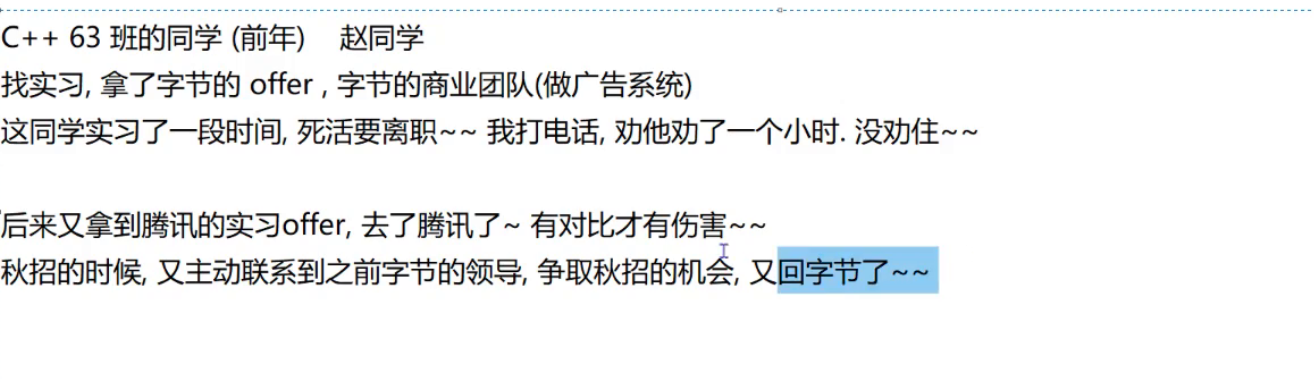 C++ 63 班的同学 (前年) 赵同学
找实习, 拿了字节的 offer , 字节的商业团队(做广告系统)
这同学实习了一段时间, 死活要离职~~ 我打电话, 劝他劝了一个小时. 没劝住~~
后来又拿到腾讯的实习offer, 去了腾讯了~ 有对比才有伤害~~
秋招的时候, 又主动联系到之前字节的领导, 争取秋招的机会, 又回字节了~~